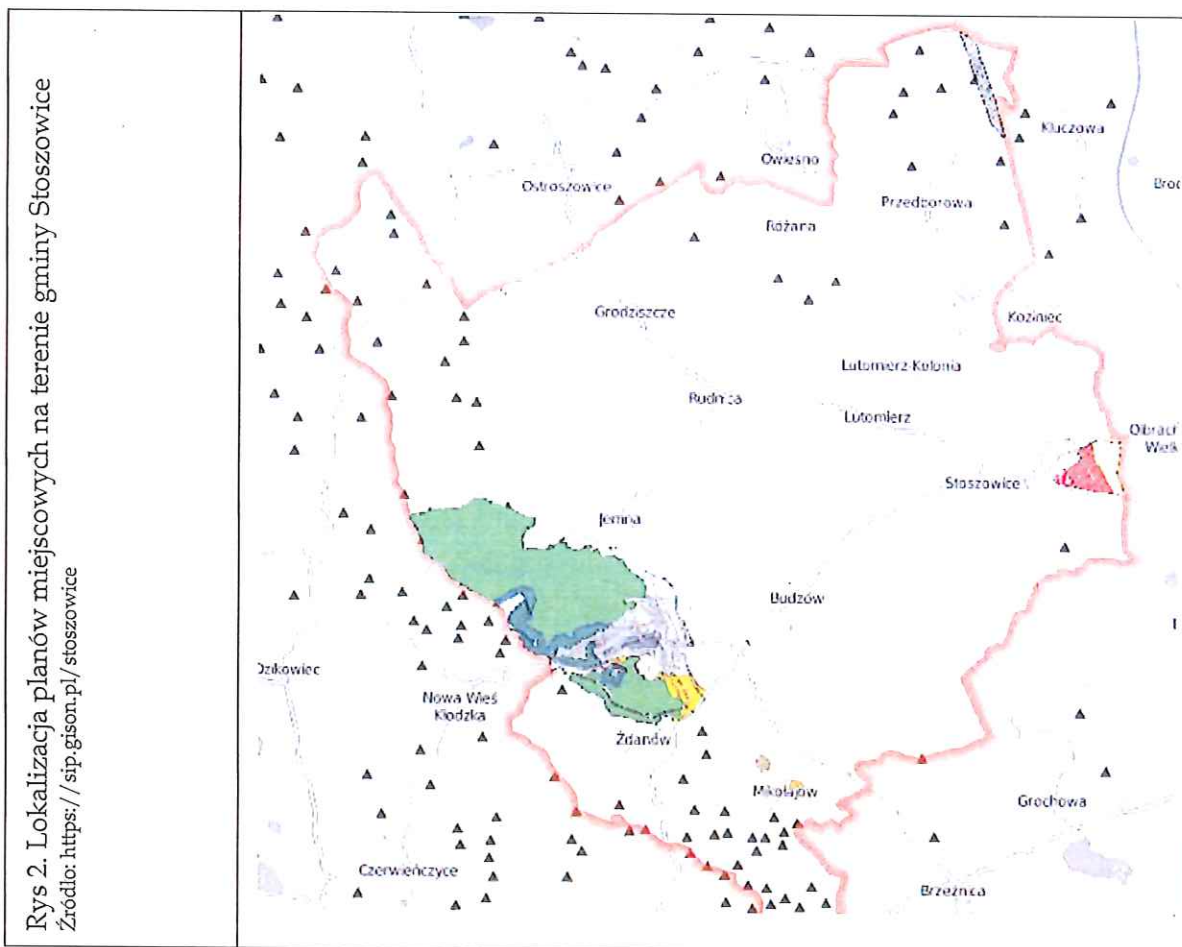 Rys 2. Lokalizacja planów miejscowych na terenie gminy Stoszowice
Źródło: https://sip.gison.pl/stoszowice
Kluczowa
Owiesno
Ostroszowice
Przedborowa
Różana
Grodziszcze
Koziniec
Lutomierz-Kolonia
Rudnica
Lutomierz
Stoszowice
Jemna
Budzów
Dzikowiec
Nowa Wieś
Kłodzka
Żdanów
Mikołajów
Grochowa
Czerwieńczyce
Brzeźnica